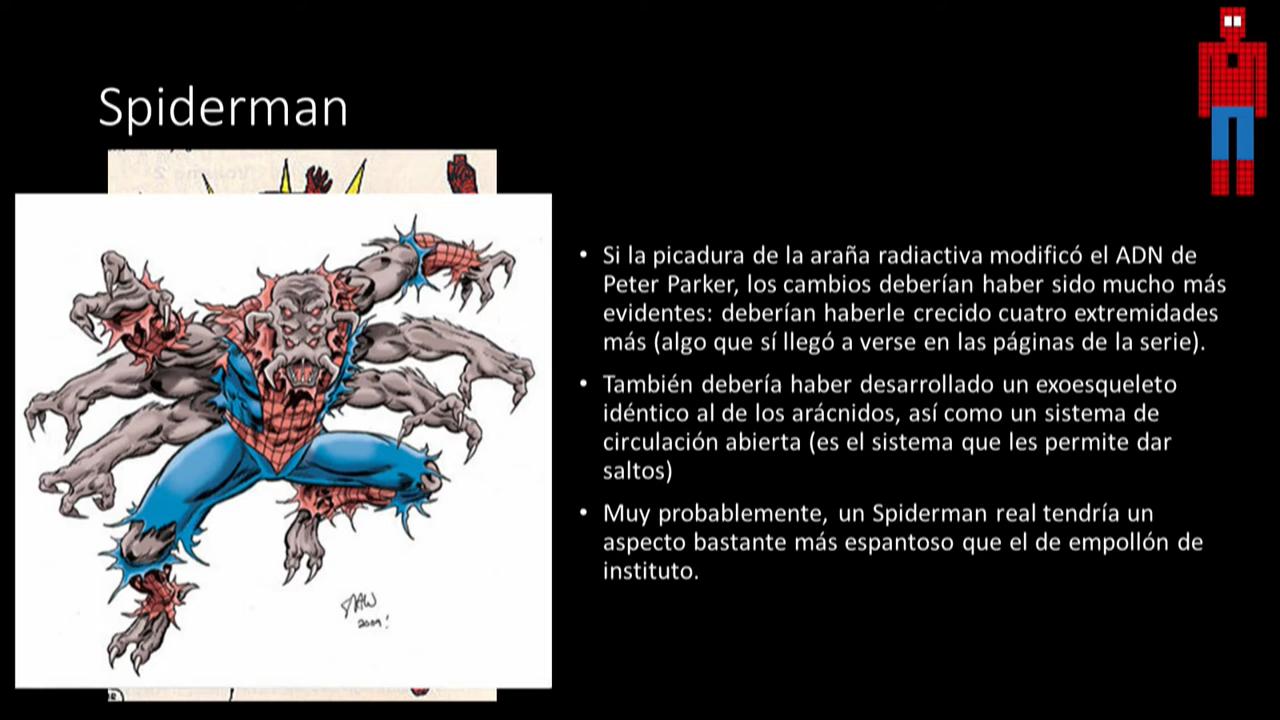 Spiderman
• Si la picadura de la araña radiactiva modificó el ADN de
Peter Parker, los cambios deberían haber sido mucho más
evidentes: deberían haberle crecido cuatro extremidades
más (algo que sí llegó a verse en las páginas de la serie).
• También debería haber desarrollado un exoesqueleto
idéntico al de los arácnidos, así como un sistema de
circulación abierta (es el sistema que les permite dar
saltos)
• Muy probablemente, un Spiderman real tendría un
aspecto bastante más espantoso que el de empollón de
instituto.
2009!